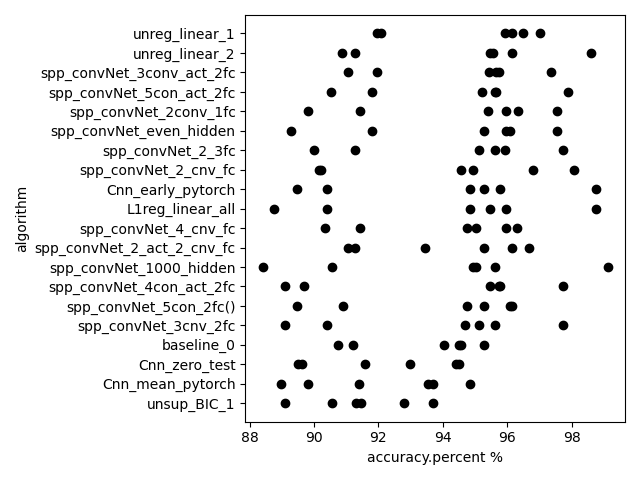 unreg_linear_1
unreg_linear_2
spp_convNet_3conv_act_2fc
spp_convNet_5con_act_2fc
spp_convNet_2conv_1fc
spp_convNet_even_hidden
spp_convNet_2_3fc
spp_convNet_2_cnv_fc
Cnn_early_pytorch
L1reg_linear_all
spp_convNet_4_cnv_fc
spp_convNet_2_act_2_cnv_fc
spp_convNet_1000_hidden
spp_convNet_4con_act_2fc
spp_convNet_5con_2fc()
spp_convNet_3cnv_2fc
baseline_0
Cnn_zero_test
Cnn_mean_pytorch
unsup_BIC_1
algorithm
88 90 92 94 96 98
accuracy.percent %